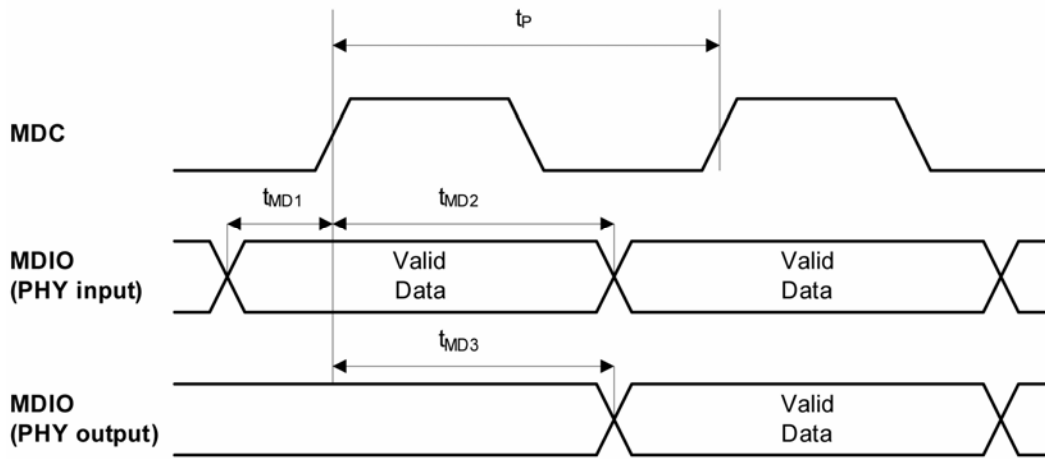 tP
MDC
tMD1
tMD2
MDIO
(PHY input)
Valid
Data
Valid
Data
tMD3
MDIO
(PHY output)
Valid
Data